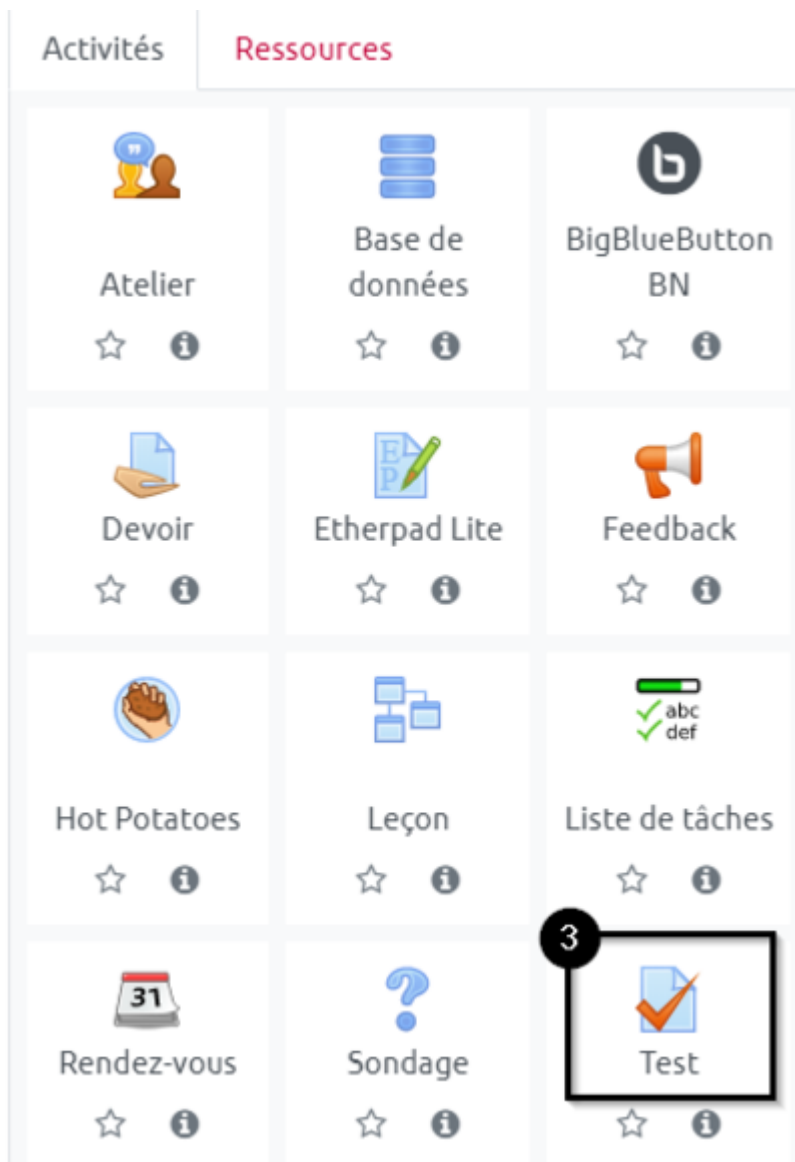 Activités Ressources
Base de BigBlueButton
Atelier données BN
EP
Devoir Etherpad Lite Feedback
abc
def
Hot Potatoes Leçon Liste de tâches
3
31
Rendez-vous Sondage Test